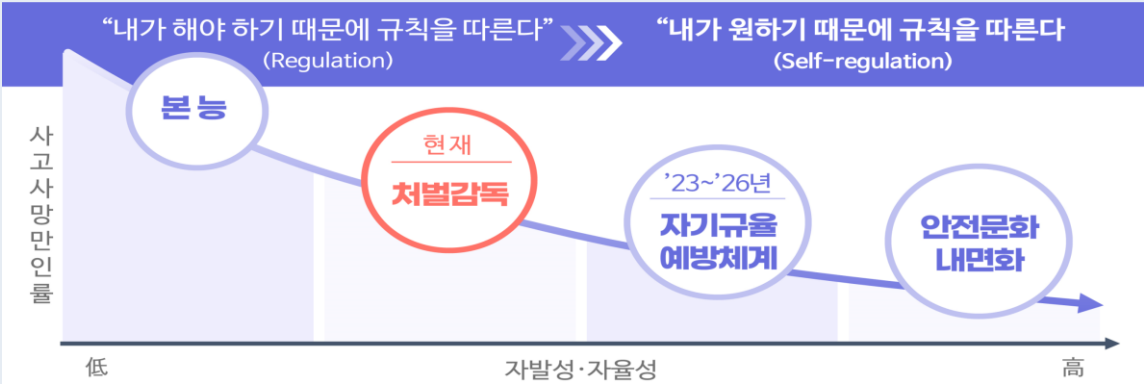 “내가 해야 하기 때문에 규칙을 따른다”
(Regulation)
“내가 원하기 때문에 규칙을 따른다
(Self-regulation)
본능
현재
처벌감독
’23~’26년
자기규율
예방체계
안전문화
내면화
사고사망만인률
低
자발성·자율성
高